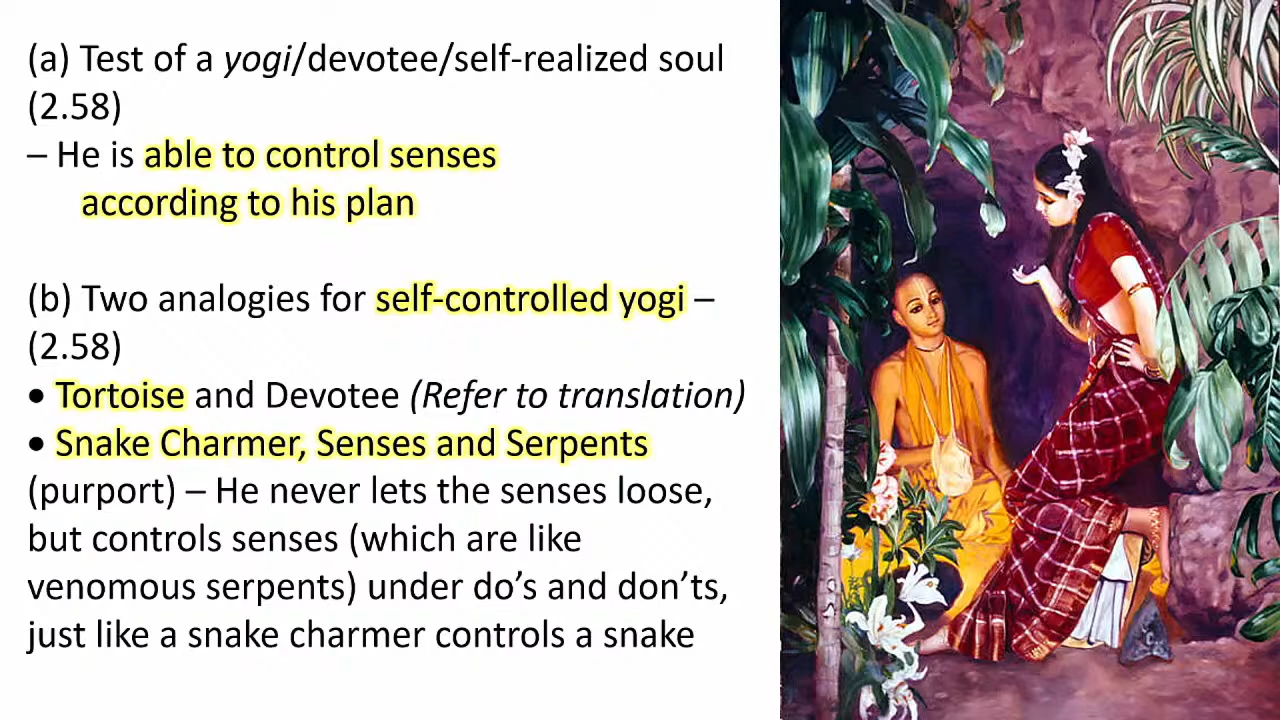 (a) Test of a yogi/devotee/self-realized soul
(2.58)
– He is able to control senses
according to his plan
(b) Two analogies for self-controlled yogi –
(2.58)
• Tortoise and Devotee (Refer to translation)
• Snake Charmer, Senses and Serpents
(purport) – He never lets the senses loose,
but controls senses (which are like
venomous serpents) under do’s and don’ts,
just like a snake charmer controls a snake